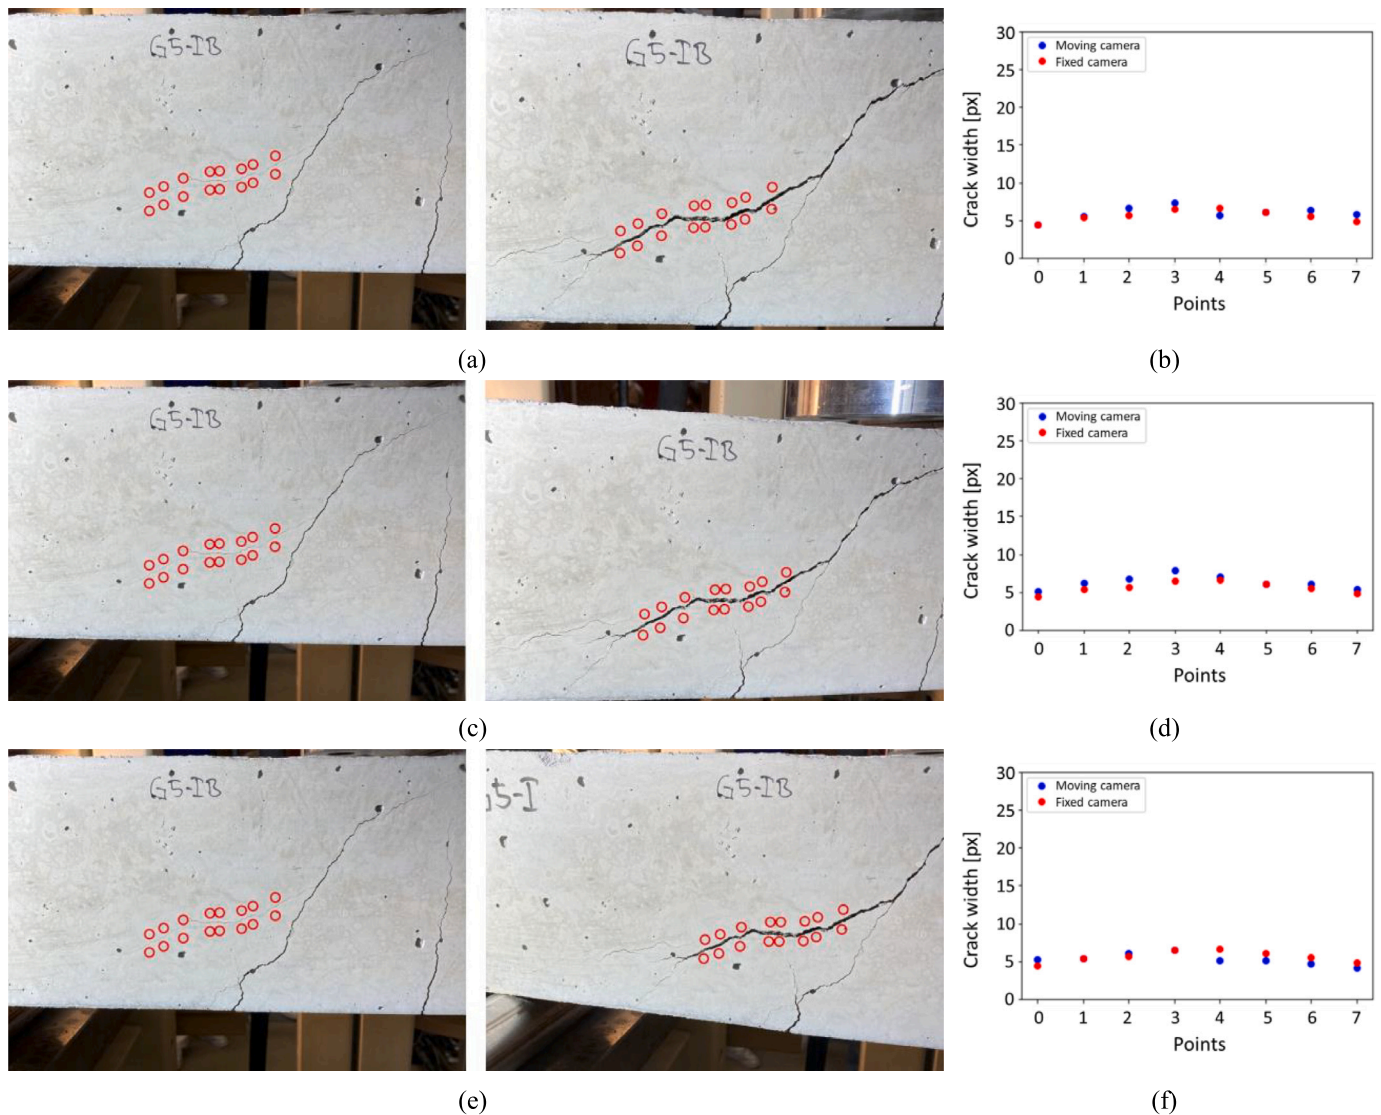 G5-IB
G5-IB
30
25
20
15
10
5
0
Crack width [px]
Moving camera
Fixed camera
0 1 2 3 4 5 6 7
Points
(a)
(b)
G5-IB
G5-IB
30
25
20
15
10
5
0
Crack width [px]
Moving camera
Fixed camera
0 1 2 3 4 5 6 7
Points
(c)
(d)
G5-IB
G5-I
G5-IB
30
25
20
15
10
5
0
Crack width [px]
Moving camera
Fixed camera
0 1 2 3 4 5 6 7
Points
(e)
(f)